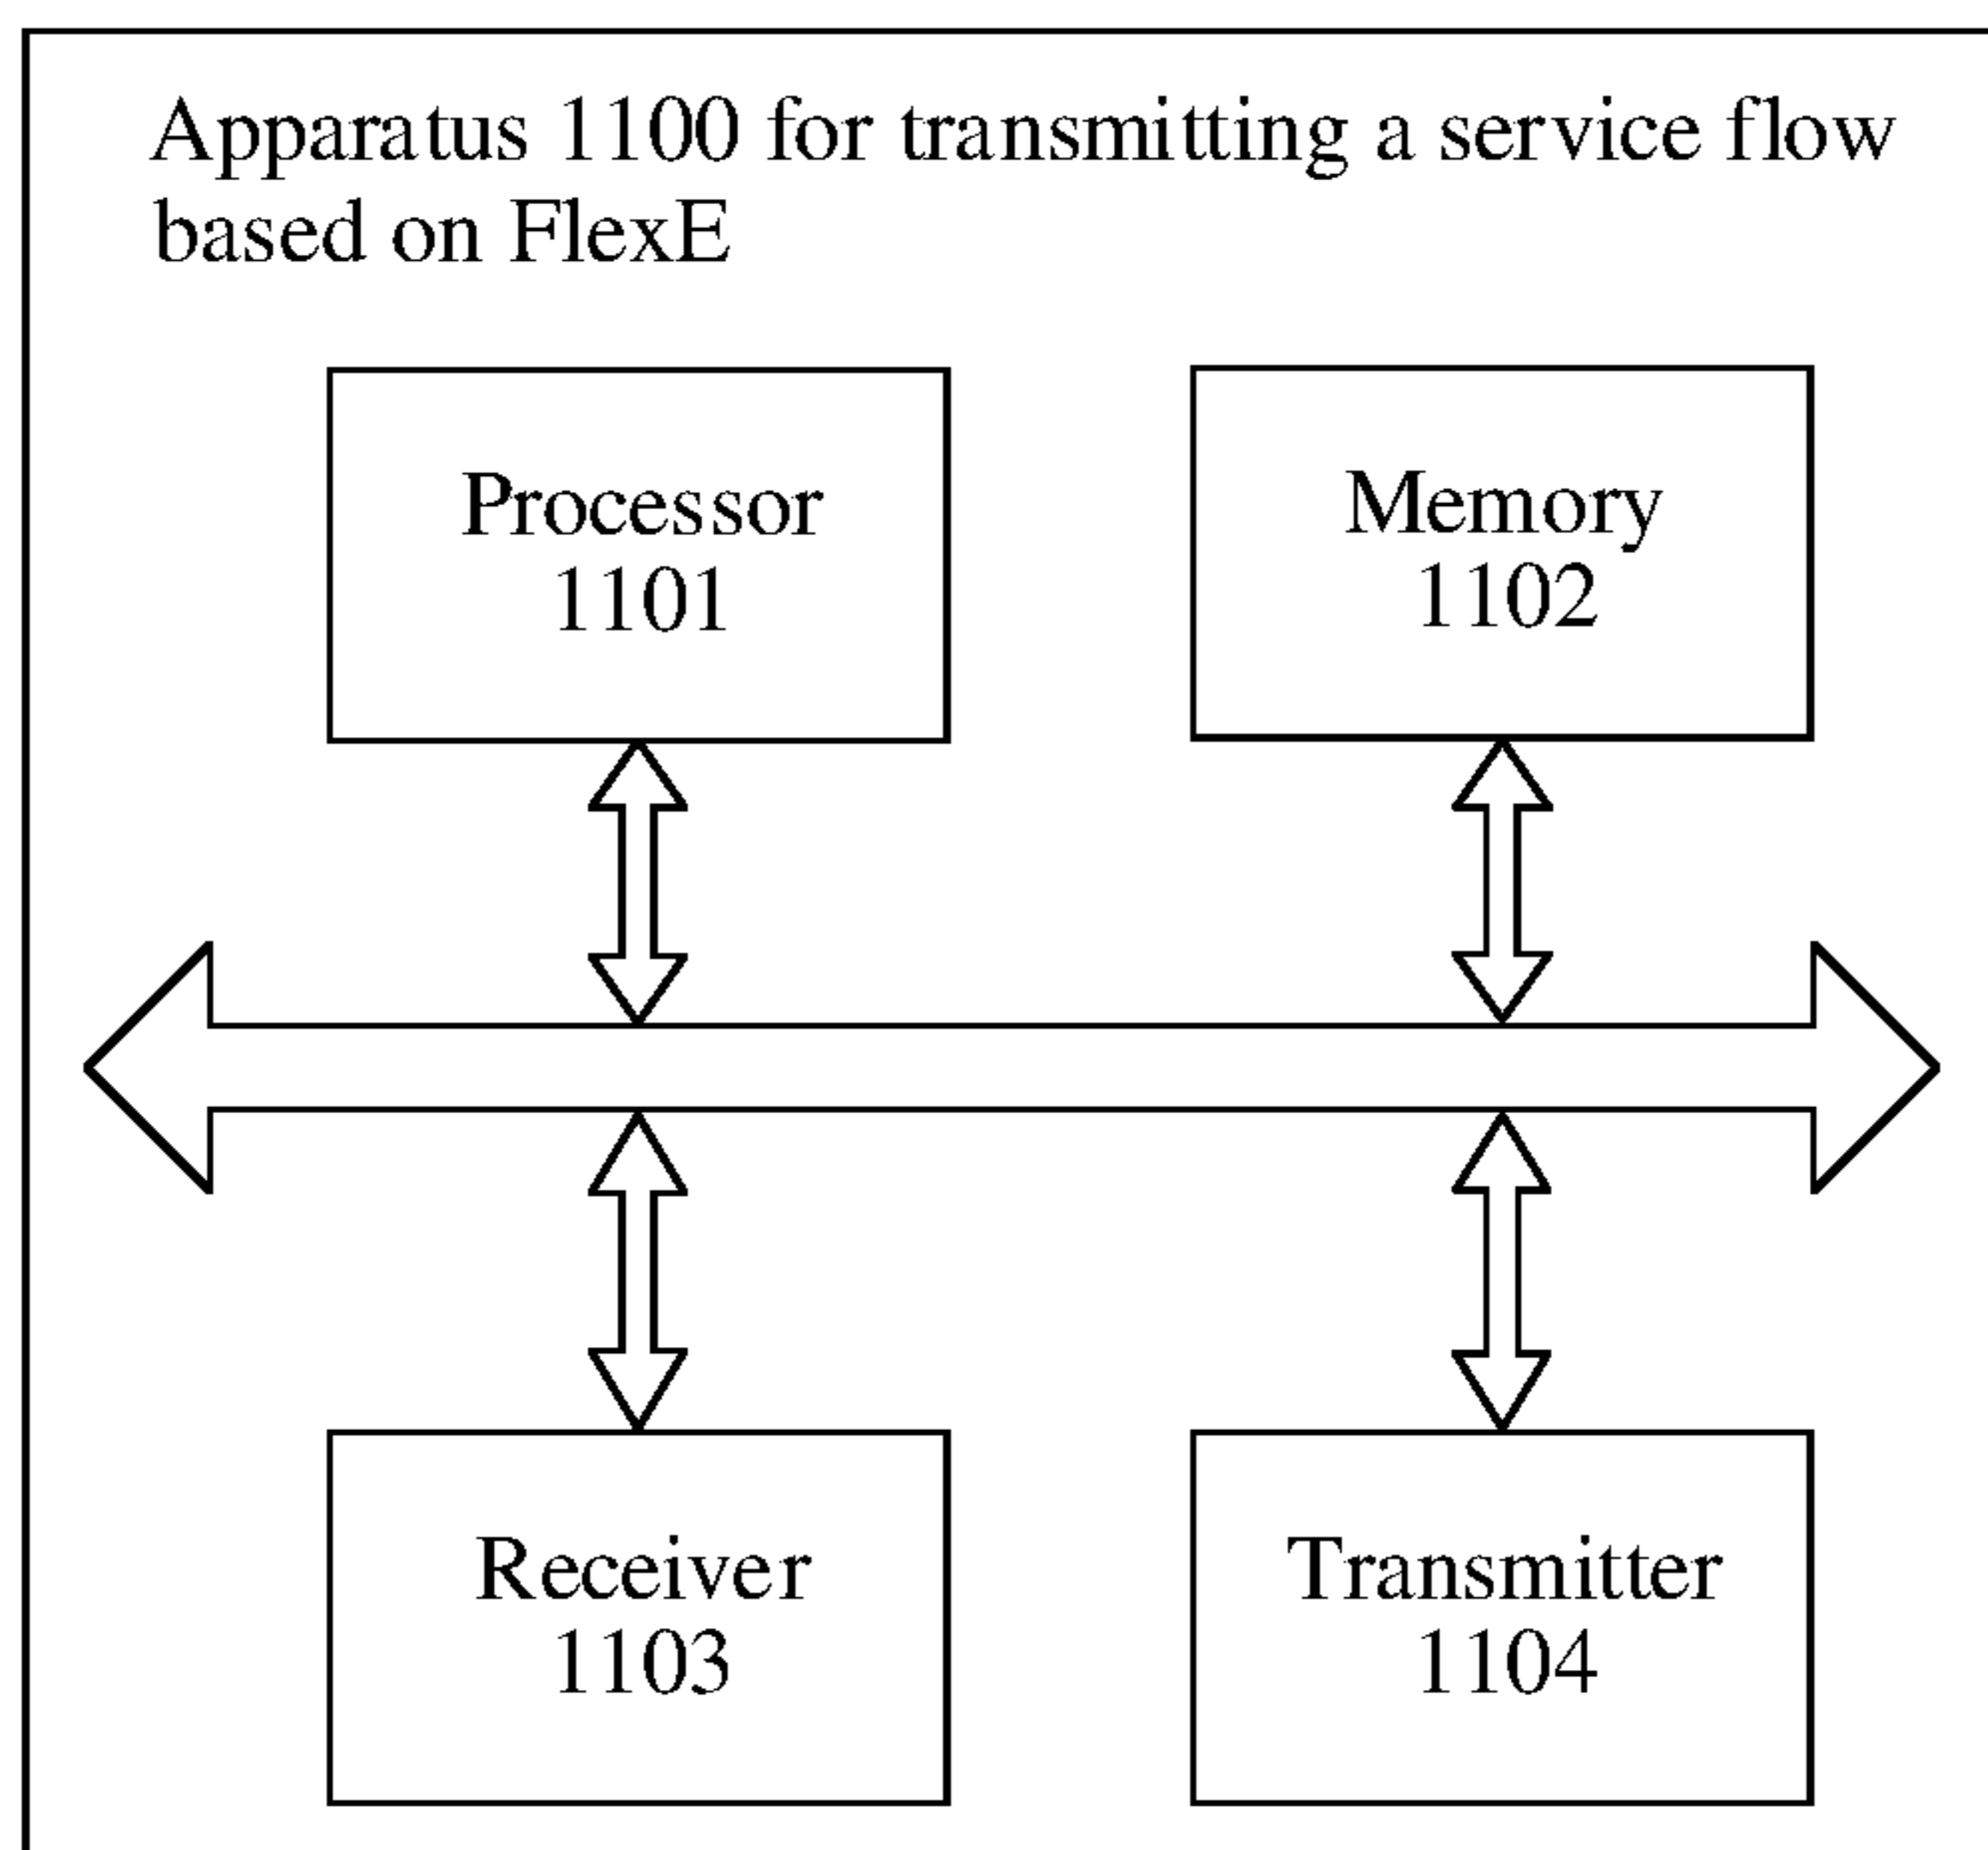 Apparatus 1100 for transmitting a service flow
based on FlexE
Processor
1101
Memory
1102
Receiver
1103
Transmitter
1104